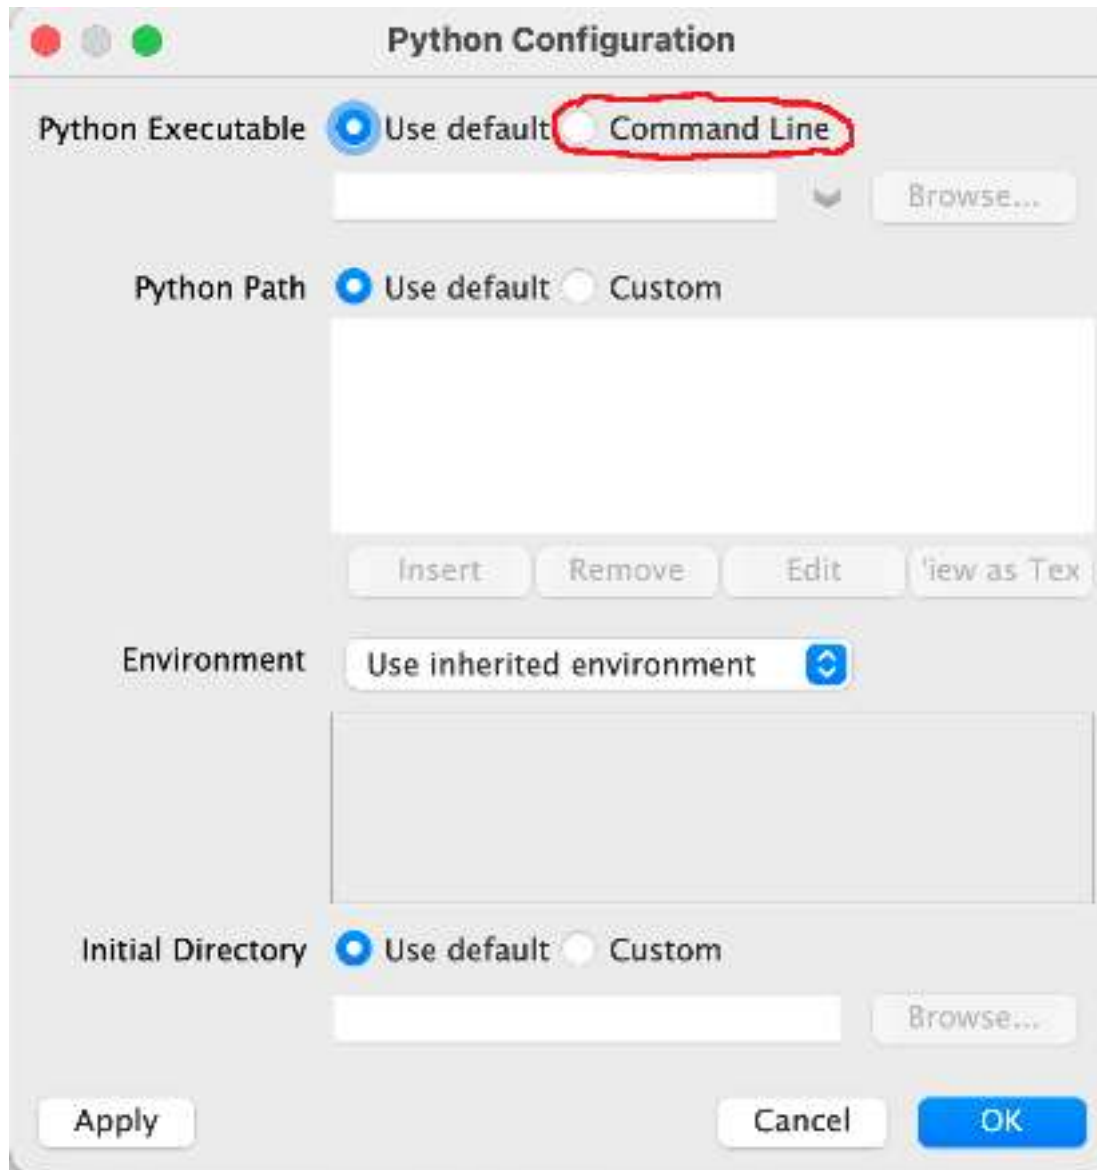 Python Configuration
Python Executable Use default Command Line
Browse...
Python Path Use default Custom
Insert Remove Edit 'iew as Tex
Environment Use inherited environment
Initial Directory Use default Custom
Browse...
Apply Cancel OK